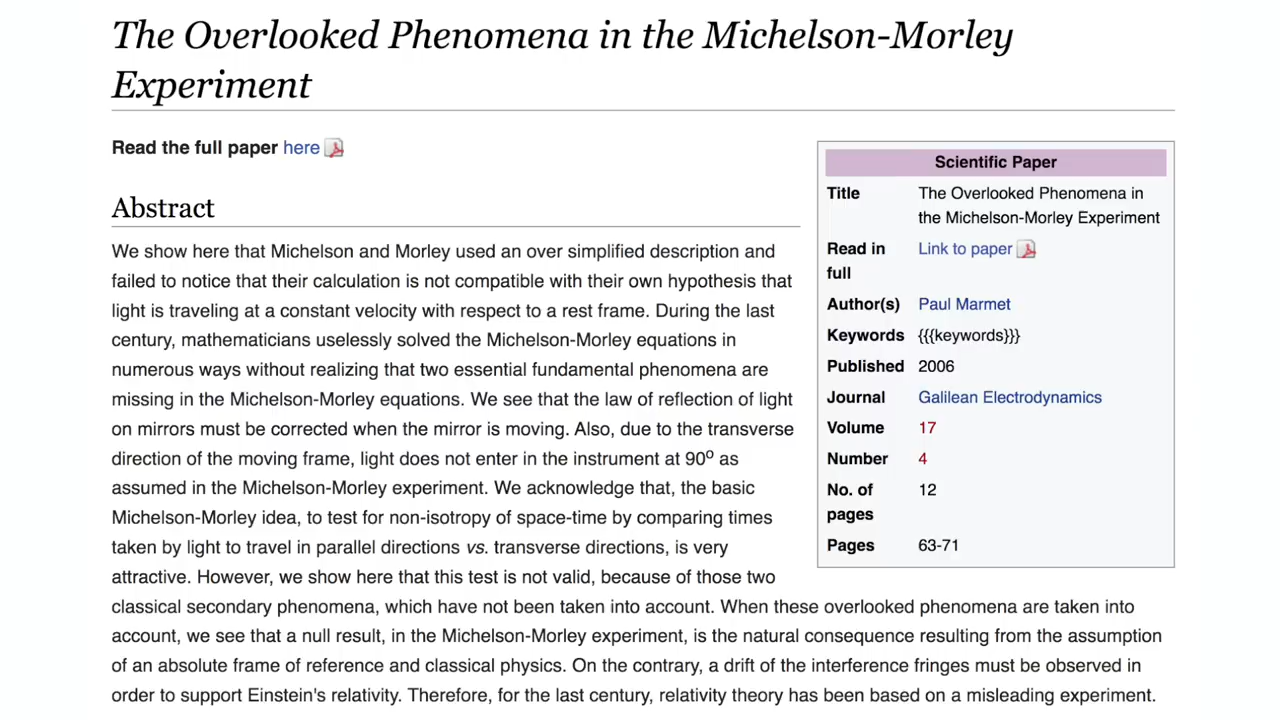 The Overlooked Phenomena in the Michelson-Morley
Experiment
Read the full paper here
Abstract
We show here that Michelson and Morley used an over simplified description and
failed to notice that their calculation is not compatible with their own hypothesis that
light is traveling at a constant velocity with respect to a rest frame. During the last
century, mathematicians uselessly solved the Michelson-Morley equations in
numerous ways without realizing that two essential fundamental phenomena are
missing in the Michelson-Morley equations. We see that the law of reflection of light
on mirrors must be corrected when the mirror is moving. Also, due to the transverse
direction of the moving frame, light does not enter in the instrument at 90º as
assumed in the Michelson-Morley experiment. We acknowledge that, the basic
Michelson-Morley idea, to test for non-isotropy of space-time by comparing times
taken by light to travel in parallel directions vs. transverse directions, is very
attractive. However, we show here that this test is not valid, because of those two
classical secondary phenomena, which have not been taken into account. When these overlooked phenomena are taken into
account, we see that a null result, in the Michelson-Morley experiment, is the natural consequence resulting from the assumption
of an absolute frame of reference and classical physics. On the contrary, a drift of the interference fringes must be observed in
order to support Einstein's relativity. Therefore, for the last century, relativity theory has been based on a misleading experiment.
Scientific Paper
Title The Overlooked Phenomena in
the Michelson-Morley Experiment
Read in Link to paper
full
Author(s) Paul Marmet
Keywords {{{keywords}}}
Published 2006
Journal Galilean Electrodynamics
Volume 17
Number 4
No. of 12
pages
Pages 63-71